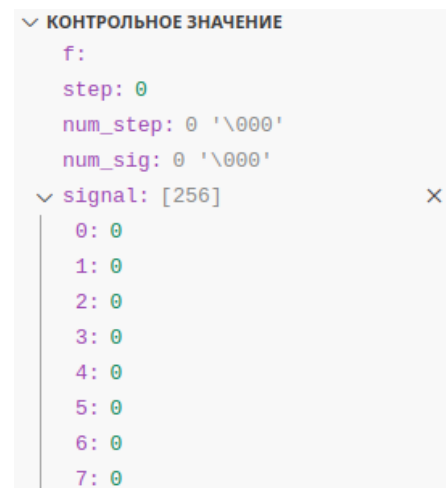 КОНТРОЛЬНОЕ ЗНАЧЕНИЕ
f:
step: 0
num_step: 0 '\000'
num_sig: 0 '\000'
signal: [256]
0: 0
1: 0
2: 0
3: 0
4: 0
5: 0
6: 0
7: 0